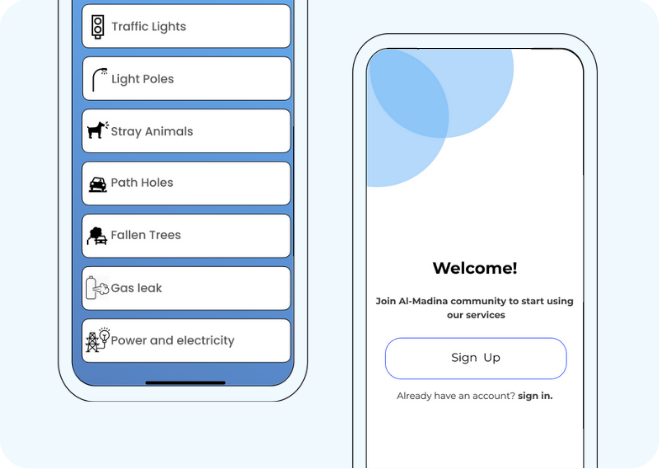 Traffic Lights
Light Poles
Stray Animals
Path Holes
Fallen Trees
Gas leak
Power and electricity
Welcome!
Join Al-Madina community to start using
our services
Sign Up
Already have an account? sign in.